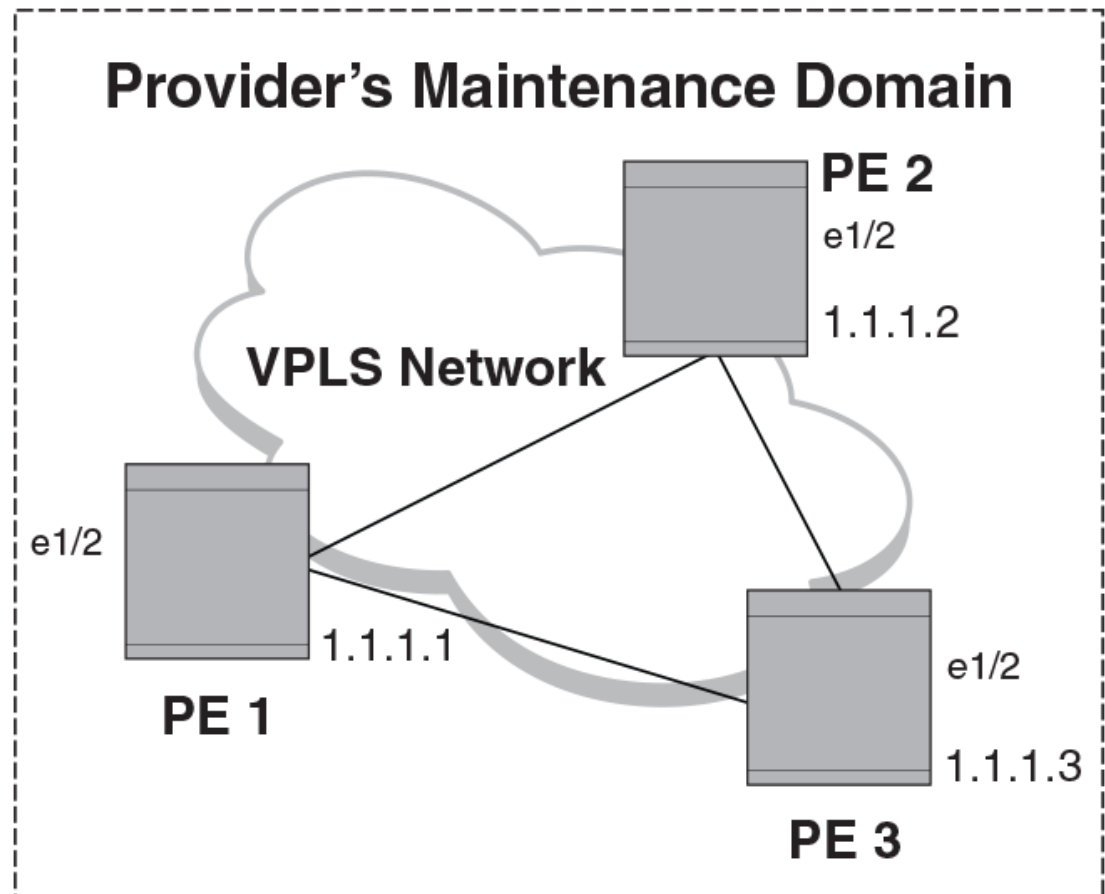 Provider’s Maintenance Domain
PE 2
e1/2
1.1.1.2
VPLS Network
e1/2
1.1.1.1
PE 1
e1/2
1.1.1.3
PE 3